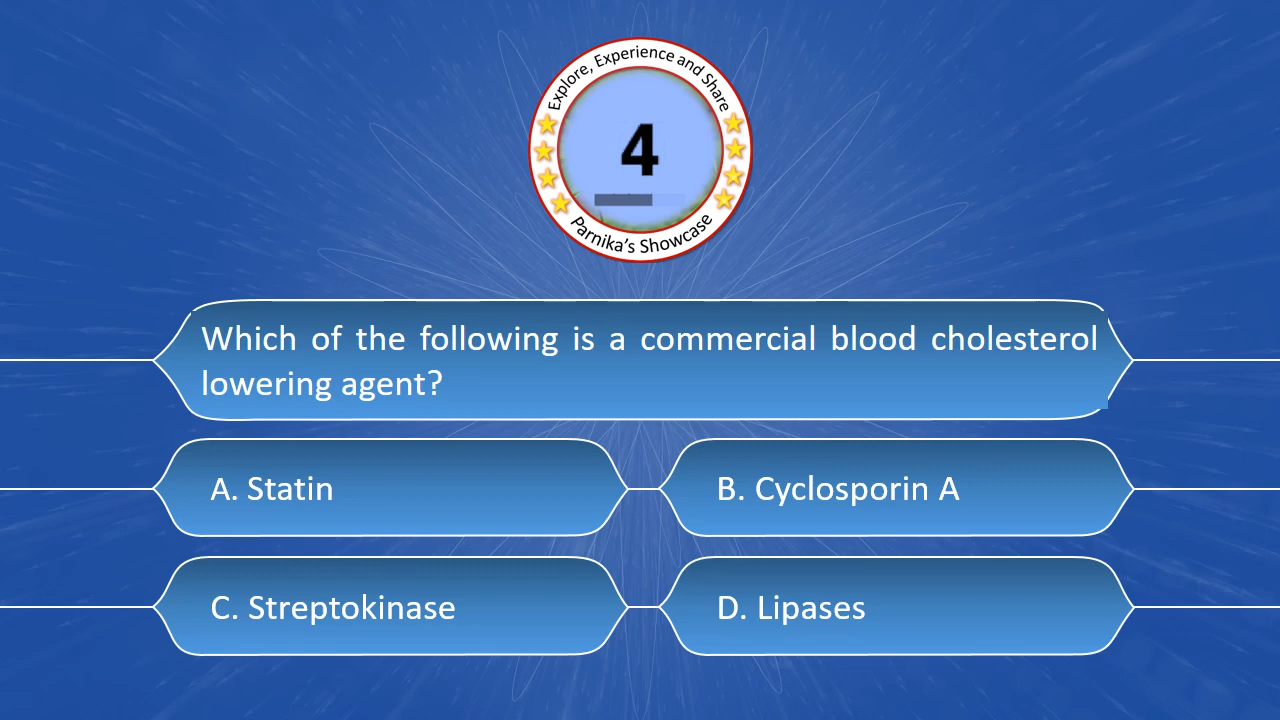 Explore, Experience and Share
4
Parnika's Showcase
Which of the following is a commercial blood cholesterol
lowering agent?
A. Statin
B. Cyclosporin A
C. Streptokinase
D. Lipases